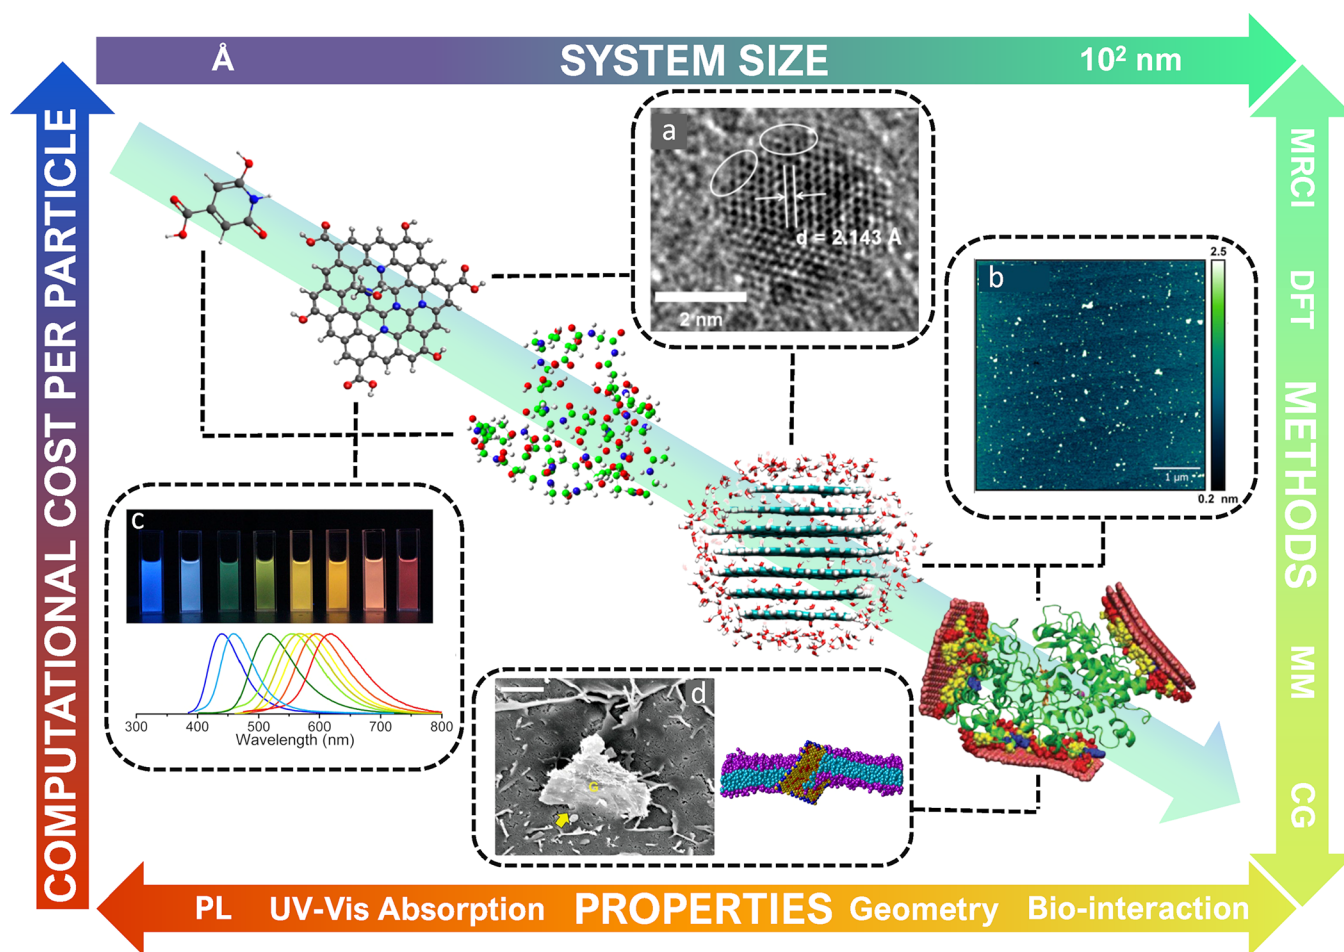 Å SYSTEM SIZE 10² nm
COMPUTATIONAL COST PER PARTICLE
a
d = 2.143 Å
2 nm
b
2.5
1 µm
0.2 nm
c
300 400 500 600 700 800
Wavelength (nm)
d
G
MRCI
DFT
METHODS
MM
CG
PL UV-Vis Absorption PROPERTIES Geometry Bio-interaction